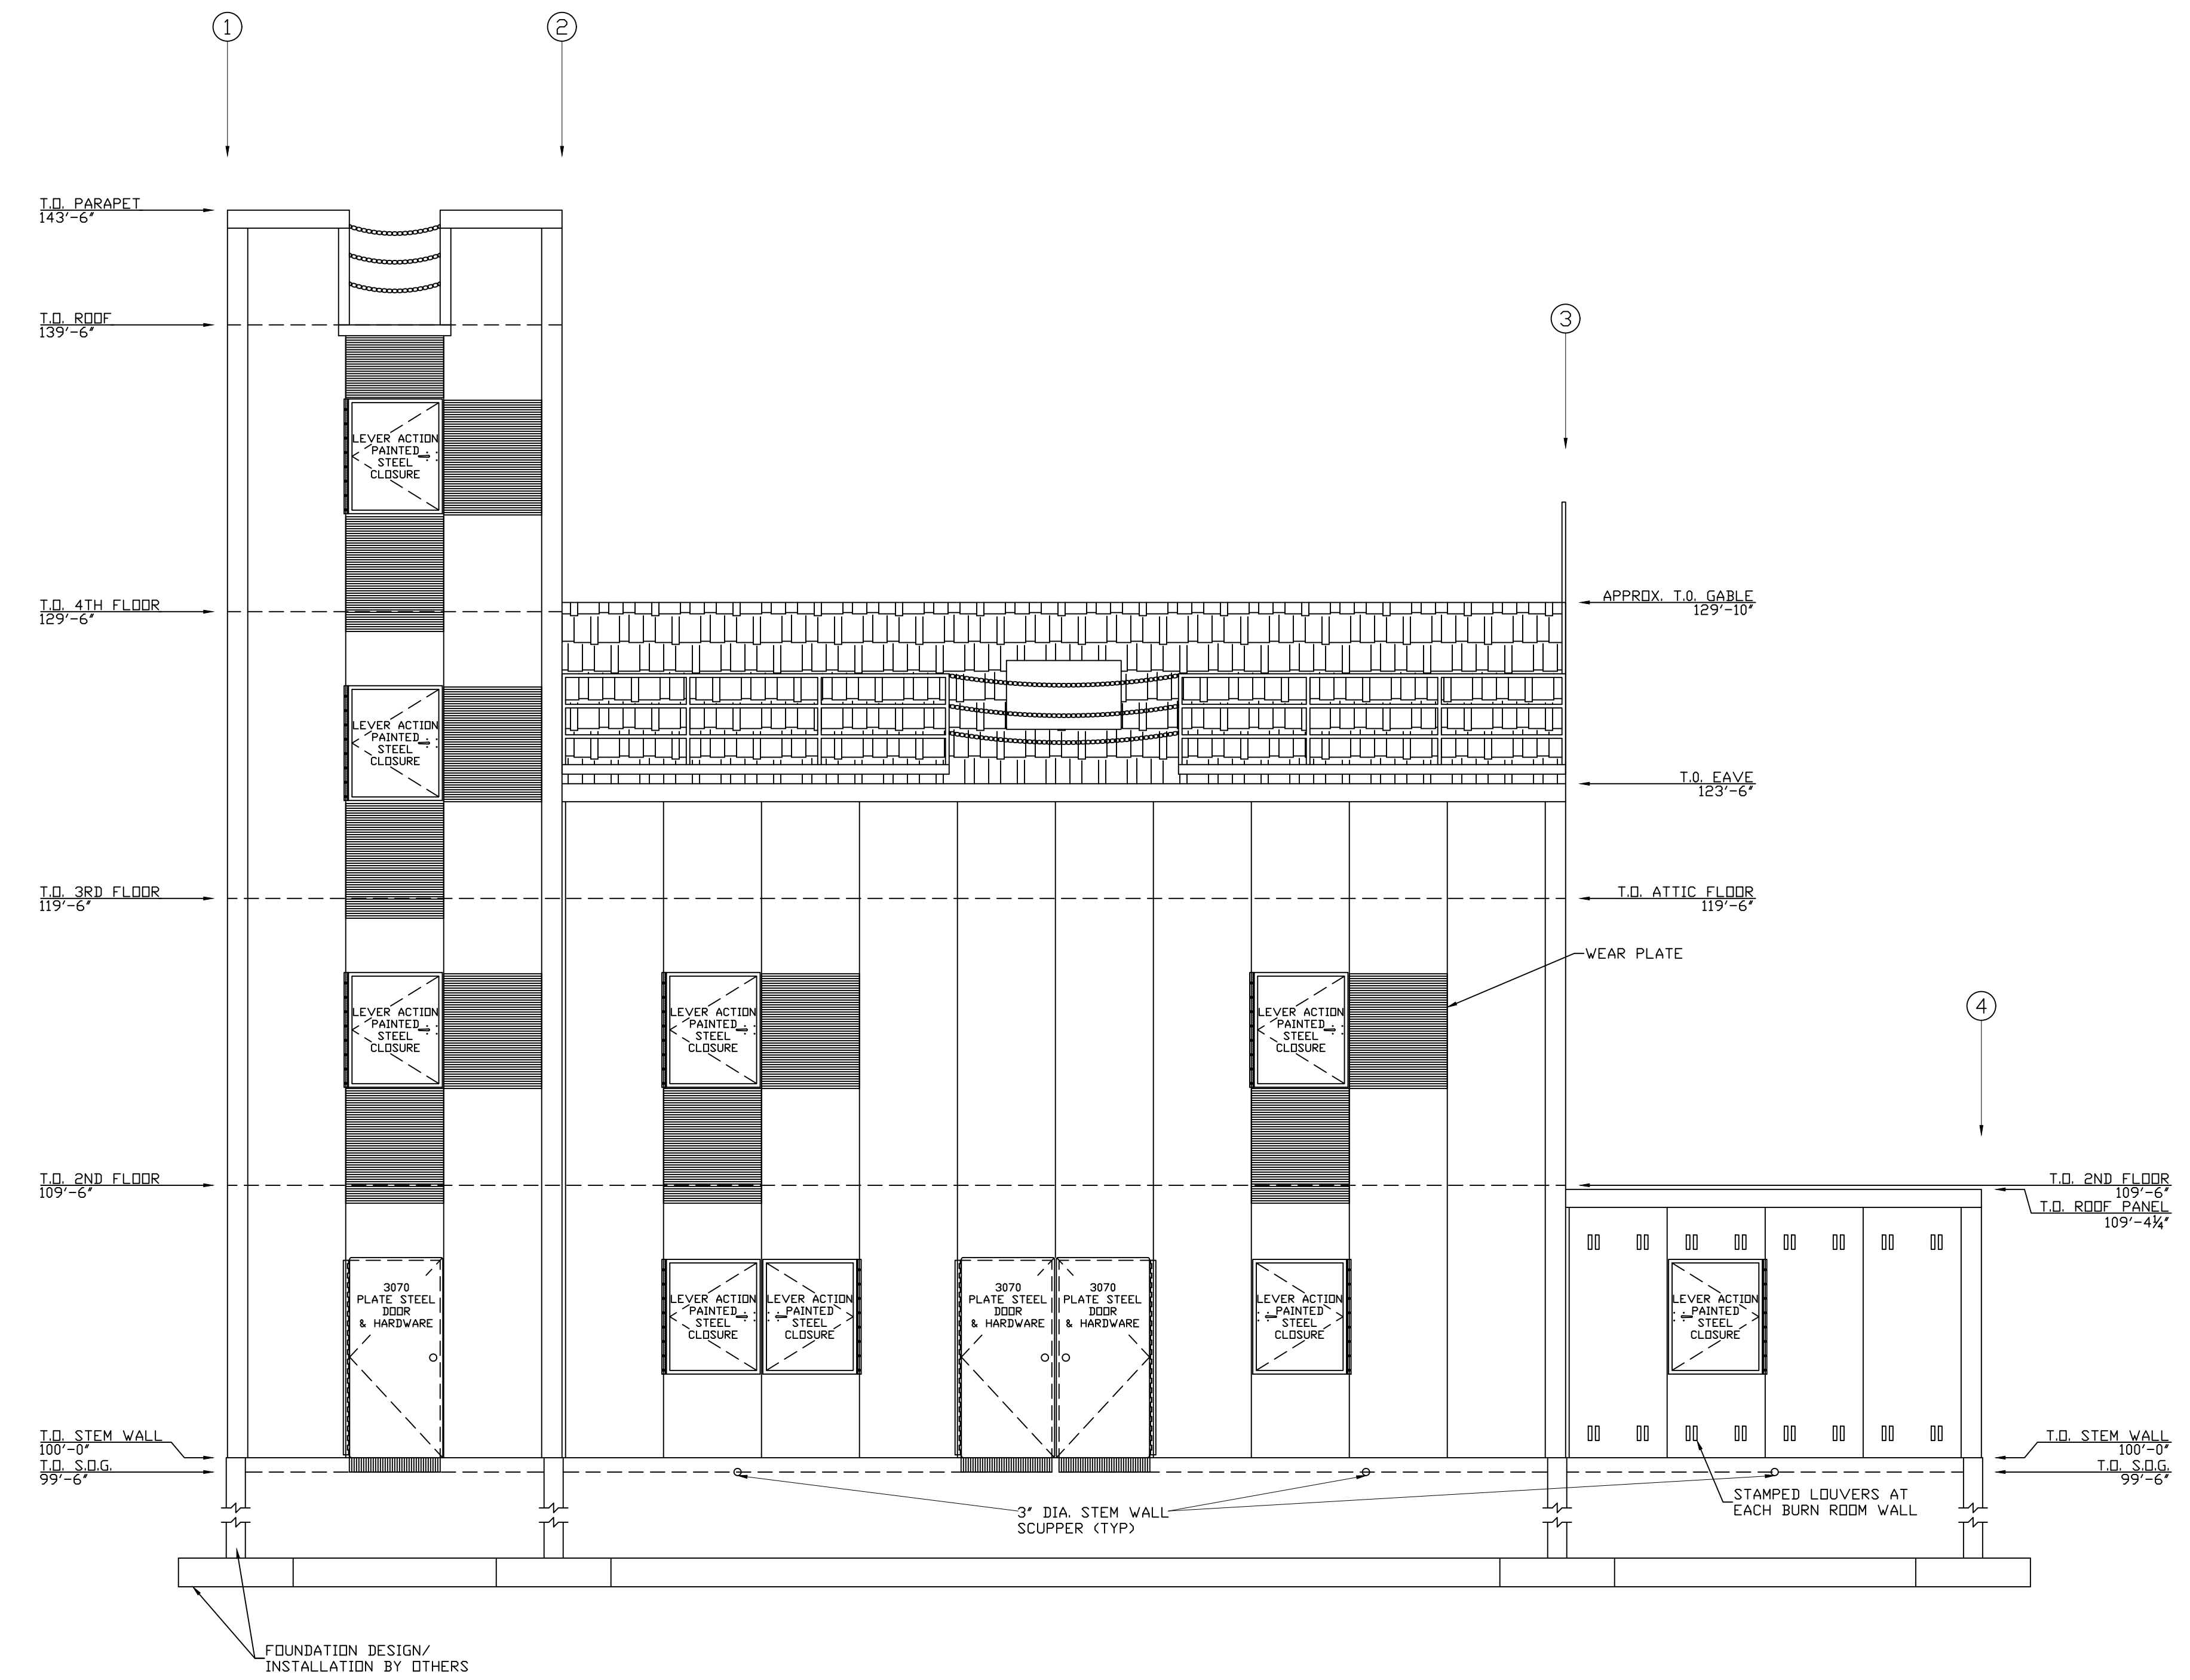 1
2
T.O. PARAPET
143'-6"
T.O. ROOF
139'-6"
3
LEVER ACTION
PAINTED
STEEL
CLOSURE
T.O. 4TH FLOOR
129'-6"
APPROX. T.O. GABLE
129'-10"
LEVER ACTION
PAINTED
STEEL
CLOSURE
T.O. EAVE
123'-6"
T.O. 3RD FLOOR
119'-6"
T.O. ATTIC FLOOR
119'-6"
WEAR PLATE
4
LEVER ACTION
PAINTED
STEEL
CLOSURE
LEVER ACTION
PAINTED
STEEL
CLOSURE
LEVER ACTION
PAINTED
STEEL
CLOSURE
T.O. 2ND FLOOR
109'-6"
T.O. 2ND FLOOR
109'-6"
T.O. ROOF PANEL
109'-4¼"
3070
PLATE STEEL
DOOR
& HARDWARE
LEVER ACTION
PAINTED
STEEL
CLOSURE
LEVER ACTION
PAINTED
STEEL
CLOSURE
3070
PLATE STEEL
DOOR
& HARDWARE
3070
PLATE STEEL
DOOR
& HARDWARE
LEVER ACTION
PAINTED
STEEL
CLOSURE
LEVER ACTION
PAINTED
STEEL
CLOSURE
T.O. STEM WALL
100'-0"
T.O. S.O.G.
99'-6"
T.O. STEM WALL
100'-0"
T.O. S.O.G.
99'-6"
3" DIA. STEM WALL
SCUPPER (TYP)
STAMPED LOUVERS AT
EACH BURN ROOM WALL
FOUNDATION DESIGN/
INSTALLATION BY OTHERS